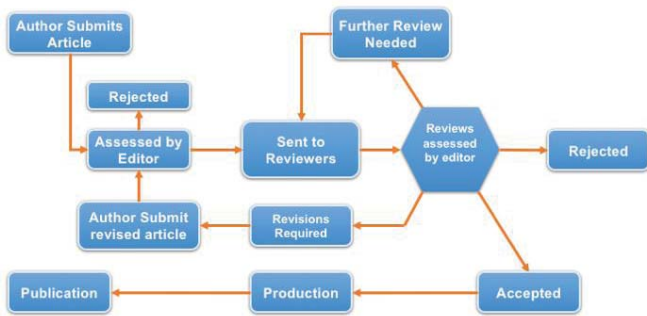 Author Submits
Article
Further Review
Needed
Rejected
Assessed by
Editor
Sent to
Reviewers
Reviews
assessed
by editor
Rejected
Author Submit
revised article
Revisions
Required
Publication
Production
Accepted